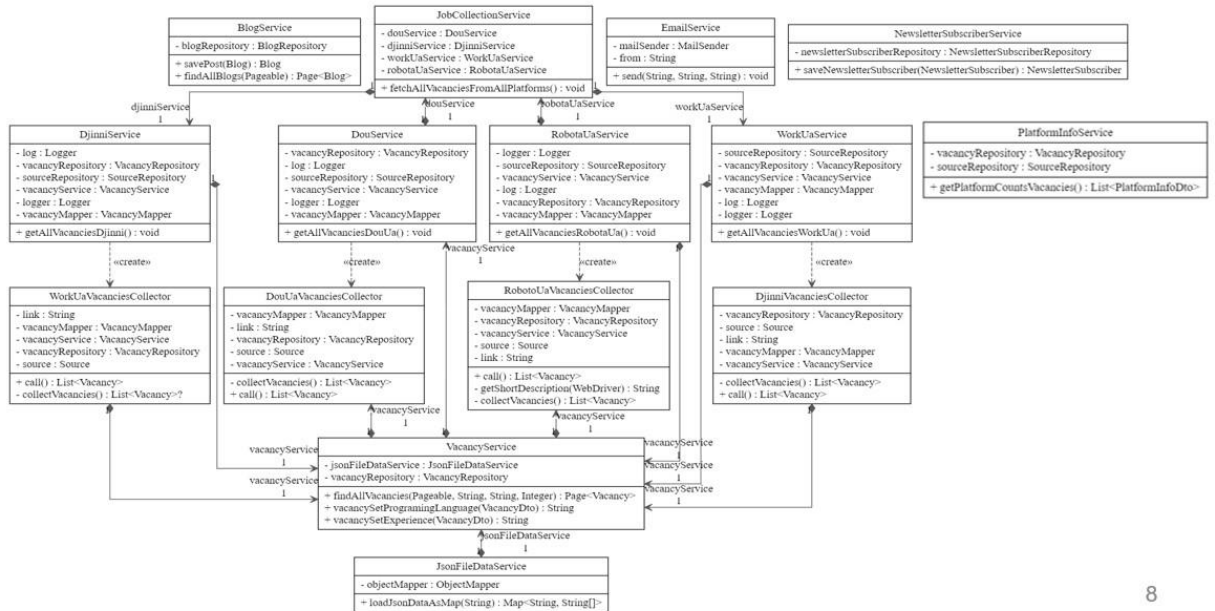 JobCollectionService
- douService : DouService
- djinniService : DjinniService
- workUaService : WorkUaService
- robotaUaService : RobotaUaService
+ fetchAllVacanciesFromAllPlatforms() : void
BlogService
- blogRepository : BlogRepository
+ savePost(Blog) : Blog
+ findAllBlogs(Pageable) : Page<Blog>
EmailService
- mailSender : MailSender
- from : String
+ send(String, String, String) : void
NewsletterSubscriberService
- newsletterSubscriberRepository : NewsletterSubscriberRepository
+ saveNewsletterSubscriber(NewsletterSubscriber) : NewsletterSubscriber
djinniService
1
douService
1
robotaUaService
1
workUaService
1
DjinniService
- log : Logger
- vacancyRepository : VacancyRepository
- sourceRepository : SourceRepository
- vacancyService : VacancyService
- logger : Logger
- vacancyMapper : VacancyMapper
+ getAllVacanciesDjinni() : void
DouService
- vacancyRepository : VacancyRepository
- log : Logger
- sourceRepository : SourceRepository
- vacancyService : VacancyService
- logger : Logger
- vacancyMapper : VacancyMapper
+ getAllVacanciesDouUa() : void
RobotaUaService
- logger : Logger
- sourceRepository : SourceRepository
- vacancyService : VacancyService
- log : Logger
- vacancyRepository : VacancyRepository
- vacancyMapper : VacancyMapper
+ getAllVacanciesRobotaUa() : void
WorkUaService
- sourceRepository : SourceRepository
- vacancyRepository : VacancyRepository
- vacancyService : VacancyService
- vacancyMapper : VacancyMapper
- log : Logger
- logger : Logger
+ getAllVacanciesWorkUa() : void
PlatformInfoService
- vacancyRepository : VacancyRepository
- sourceRepository : SourceRepository
+ getPlatformCountsVacancies() : List<PlatformInfoDto>
«create»
«create»
vacancyService
1
«create»
«create»
WorkUaVacanciesCollector
- link : String
- vacancyMapper : VacancyMapper
- vacancyService : VacancyService
- vacancyRepository : VacancyRepository
- source : Source
+ call() : List<Vacancy>
- collectVacancies() : List<Vacancy>?
DouUaVacanciesCollector
- vacancyMapper : VacancyMapper
- link : String
- vacancyRepository : VacancyRepository
- source : Source
- vacancyService : VacancyService
- collectVacancies() : List<Vacancy>
+ call() : List<Vacancy>
RobotoUaVacanciesCollector
- vacancyMapper : VacancyMapper
- vacancyRepository : VacancyRepository
- vacancyService : VacancyService
- source : Source
- link : String
+ call() : List<Vacancy>
- getShortDescription(WebDriver) : String
- collectVacancies() : List<Vacancy>
DjinniVacanciesCollector
- vacancyRepository : VacancyRepository
- source : Source
- link : String
- vacancyMapper : VacancyMapper
- vacancyService : VacancyService
- collectVacancies() : List<Vacancy>
+ call() : List<Vacancy>
vacancyService
1
vacancyService
1
vacancyService
1
vacancyService
1
vacancyService
1
vacancyService
1
vacancyService
1
VacancyService
- jsonFileDataService : JsonFileDataService
- vacancyRepository : VacancyRepository
+ findAllVacancies(Pageable, String, String, Integer) : Page<Vacancy>
+ vacancySetProgramingLanguage(VacancyDto) : String
+ vacancySetExperience(VacancyDto) : String
jsonFileDataService
1
JsonFileDataService
- objectMapper : ObjectMapper
+ loadJsonDataAsMap(String) : Map<String, String[]>
8